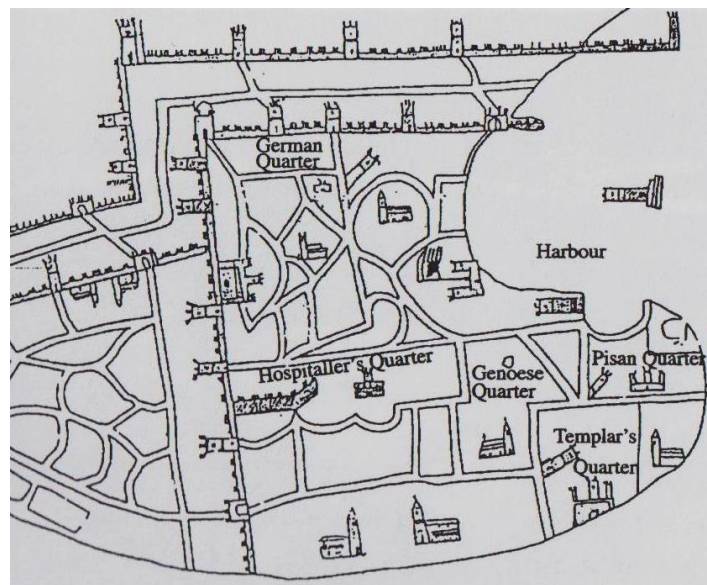 German
Quarter
Harbour
Hospitaller's Quarter
Genoese
Quarter
Pisan Quarter
Templar's
Quarter